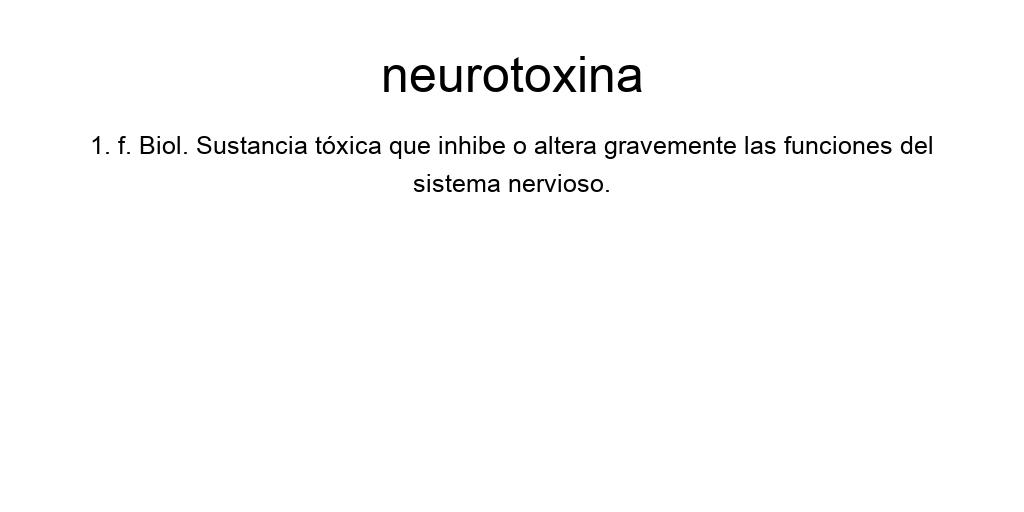 neurotoxina
1. f. Biol. Sustancia tóxica que inhibe o altera gravemente las funciones del
sistema nervioso.